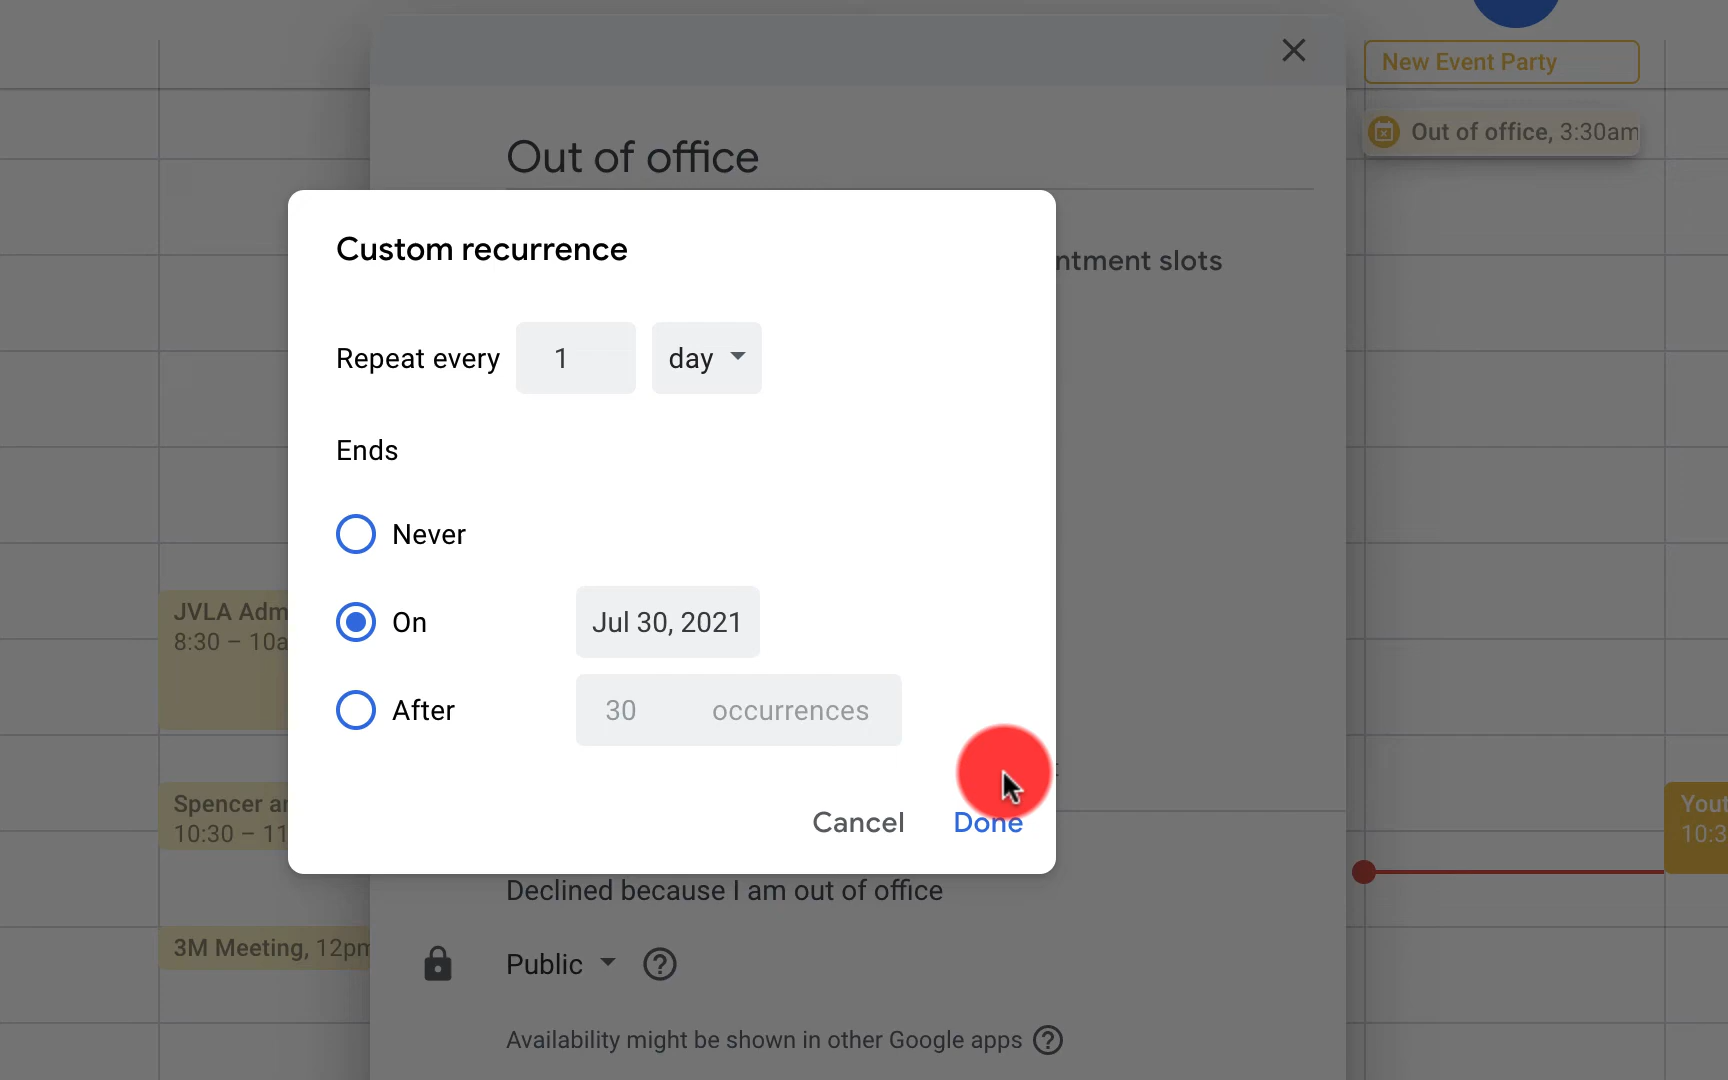 New Event Party
Out of office, 3:30am
Out of office
Custom recurrence
ntment slots
Repeat every 1 day
Ends
Never
On Jul 30, 2021
After 30 occurrences
Cancel Done
JVLA Adm
8:30 – 10a
Spencer ar
10:30 – 11
3M Meeting, 12pm
Yout
10:3
Declined because I am out of office
Public
Availability might be shown in other Google apps